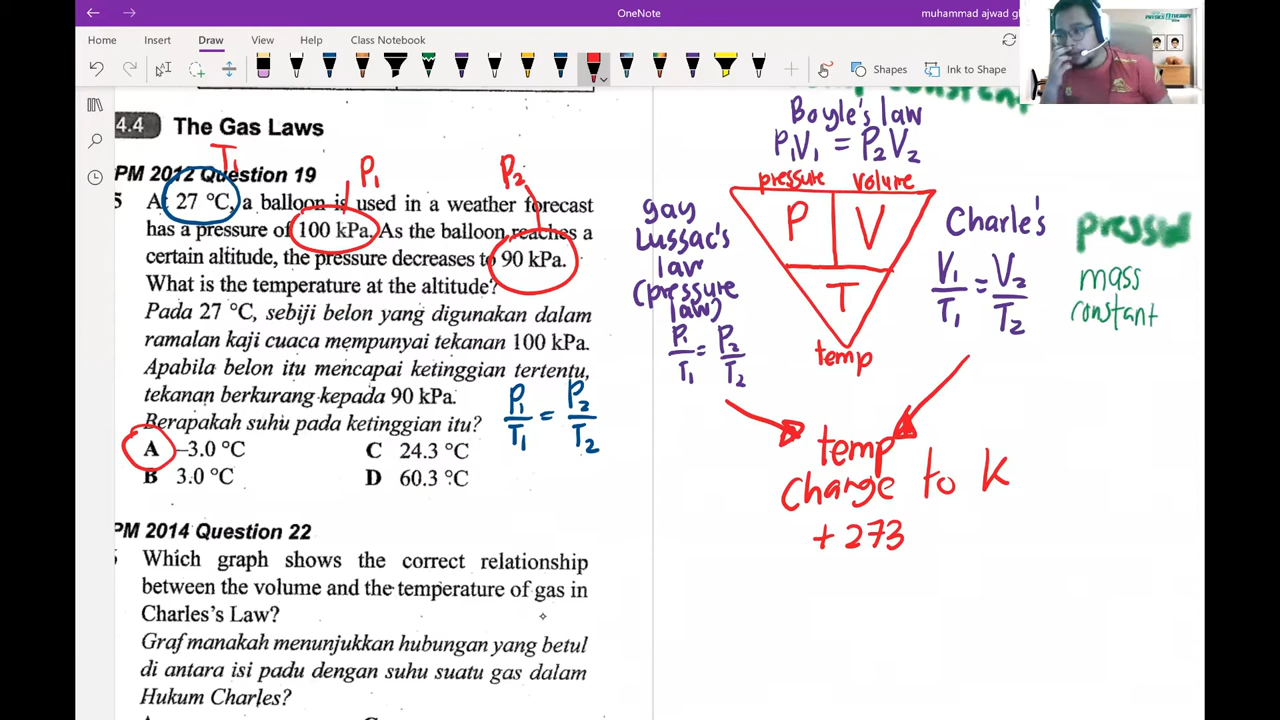 OneNote
muhammad ajwad
Home Insert Draw View Help Class Notebook
Shapes Ink to Search
4.4 The Gas Laws
PM 2012 Question 19
T₁
P₁
P₂
5 At 27 °C, a balloon is used in a weather forecast
has a pressure of 100 kPa. As the balloon reaches a
certain altitude, the pressure decreases to 90 kPa.
What is the temperature at the altitude?
Pada 27 °C, sebiji belon yang digunakan dalam
ramalan kaji cuaca mempunyai tekanan 100 kPa.
Apabila belon itu mencapai ketinggian tertentu,
tekanan berkurang kepada 90 kPa.
Berapakah suhu pada ketinggian itu?
A –3.0 °C C 24.3 °C
B 3.0 °C D 60.3 °C
P₁/T₁ = P₂/T₂
PM 2014 Question 22
Which graph shows the correct relationship
between the volume and the temperature of gas in
Charles's Law?
Graf manakah menunjukkan hubungan yang betul
di antara isi padu dengan suhu suatu gas dalam
Hukum Charles?
constant
Boyle's law
P₁V₁ = P₂V₂
pressure volume
P V
T
temp
gay
Lussac's
law
(pressure
law)
P₁/T₁ = P₂/T₂
Charle's
V₁/T₁ = V₂/T₂
pressure
mass
constant
temp
Change to K
+ 273